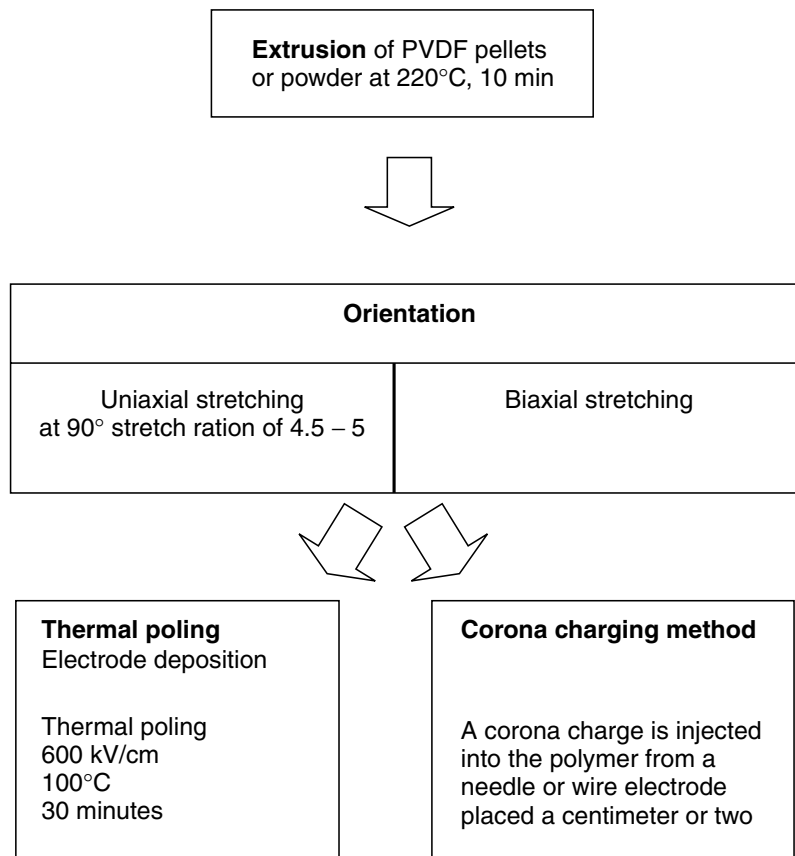 Extrusion of PVDF pellets
or powder at 220°C, 10 min
Orientation
Uniaxial stretching
at 90° stretch ration of 4.5 – 5
Biaxial stretching
Thermal poling
Electrode deposition
Thermal poling
600 kV/cm
100°C
30 minutes
Corona charging method
A corona charge is injected
into the polymer from a
needle or wire electrode
placed a centimeter or two